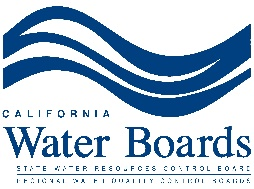 CALIFORNIA
Water Boards
STATE WATER RESOURCES CONTROL BOARD
REGIONAL WATER QUALITY CONTROL BOARDS